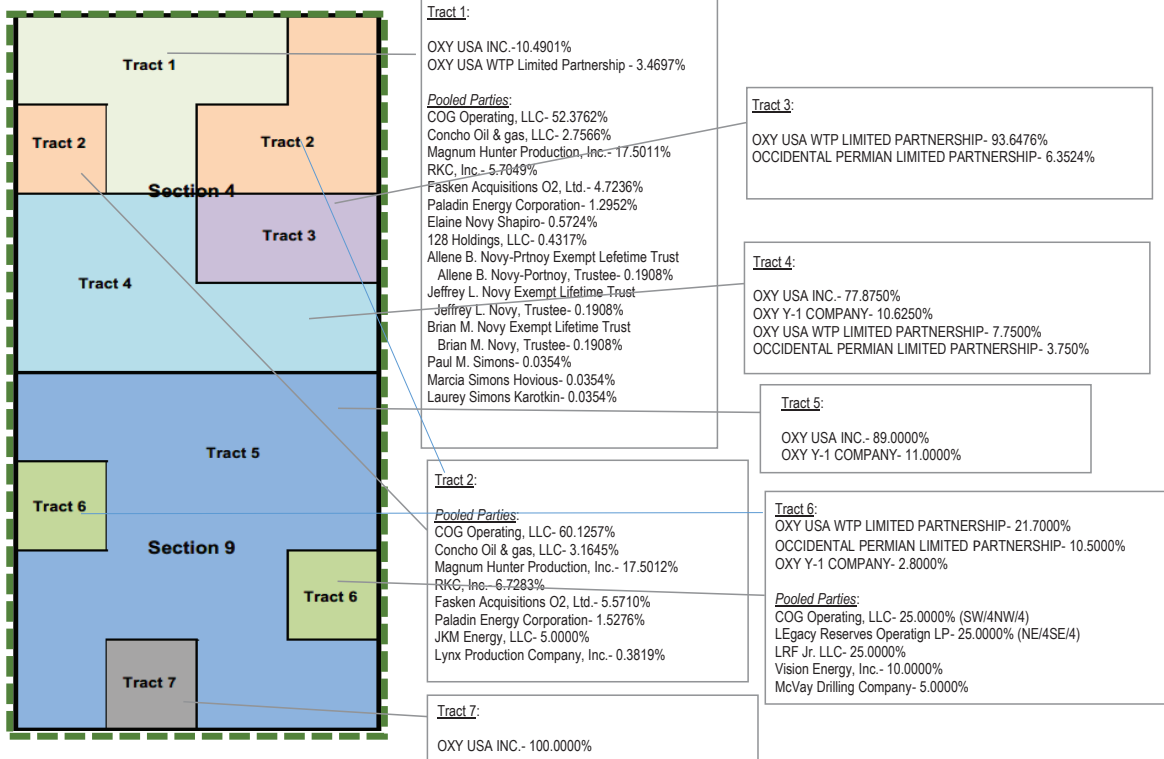 Tract 1
Tract 2
Tract 2
Section 4
Tract 3
Tract 4
Tract 5
Tract 6
Section 9
Tract 6
Tract 7
Tract 1:
OXY USA INC.-10.4901%
OXY USA WTP Limited Partnership - 3.4697%
Pooled Parties:
COG Operating, LLC- 52.3762%
Concho Oil & gas, LLC- 2.7566%
Magnum Hunter Production, Inc.- 17.5011%
RKC, Inc.- 5.7049%
Fasken Acquisitions O2, Ltd.- 4.7236%
Paladin Energy Corporation- 1.2952%
Elaine Novy Shapiro- 0.5724%
128 Holdings, LLC- 0.4317%
Allene B. Novy-Prtnoy Exempt Lefetime Trust
Allene B. Novy-Portnoy, Trustee- 0.1908%
Jeffrey L. Novy Exempt Lifetime Trust
Jeffrey L. Novy, Trustee- 0.1908%
Brian M. Novy Exempt Lifetime Trust
Brian M. Novy, Trustee- 0.1908%
Paul M. Simons- 0.0354%
Marcia Simons Hovious- 0.0354%
Laurey Simons Karotkin- 0.0354%
Tract 2:
Pooled Parties:
COG Operating, LLC- 60.1257%
Concho Oil & gas, LLC- 3.1645%
Magnum Hunter Production, Inc.- 17.5012%
RKC, Inc.- 6.7283%
Fasken Acquisitions O2, Ltd.- 5.5710%
Paladin Energy Corporation- 1.5276%
JKM Energy, LLC- 5.0000%
Lynx Production Company, Inc.- 0.3819%
Tract 7:
OXY USA INC.- 100.0000%
Tract 3:
OXY USA WTP LIMITED PARTNERSHIP- 93.6476%
OCCIDENTAL PERMIAN LIMITED PARTNERSHIP- 6.3524%
Tract 4:
OXY USA INC.- 77.8750%
OXY Y-1 COMPANY- 10.6250%
OXY USA WTP LIMITED PARTNERSHIP- 7.7500%
OCCIDENTAL PERMIAN LIMITED PARTNERSHIP- 3.750%
Tract 5:
OXY USA INC.- 89.0000%
OXY Y-1 COMPANY- 11.0000%
Tract 6:
OXY USA WTP LIMITED PARTNERSHIP- 21.7000%
OCCIDENTAL PERMIAN LIMITED PARTNERSHIP- 10.5000%
OXY Y-1 COMPANY- 2.8000%
Pooled Parties:
COG Operating, LLC- 25.0000% (SW/4NW/4)
LEgacy Reserves Operatign LP- 25.0000% (NE/4SE/4)
LRF Jr. LLC- 25.0000%
Vision Energy, Inc.- 10.0000%
McVay Drilling Company- 5.0000%